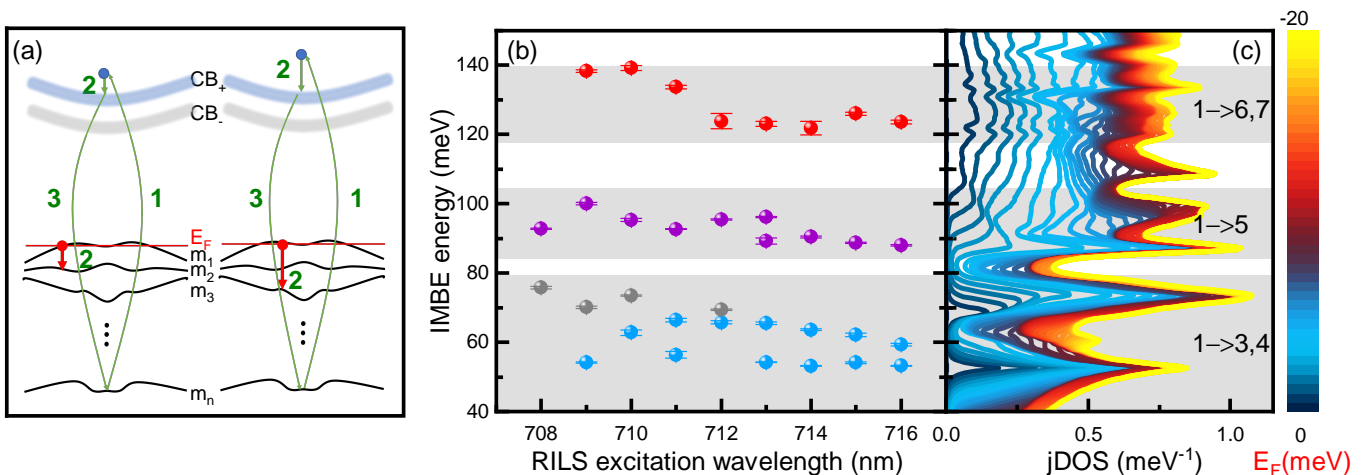 (a)
CB₊
CB₋
2
2
3
1
3
1
E_F
m₁
m₂
m₃
mₙ
2
2
(b)
IMBE energy (meV)
140
120
100
80
60
40
708
710
712
714
716
RILS excitation wavelength (nm)
(c)
1->6,7
1->5
1->3,4
0.0
0.5
1.0
jDOS (meV⁻¹)
-20
0
E_F(meV)